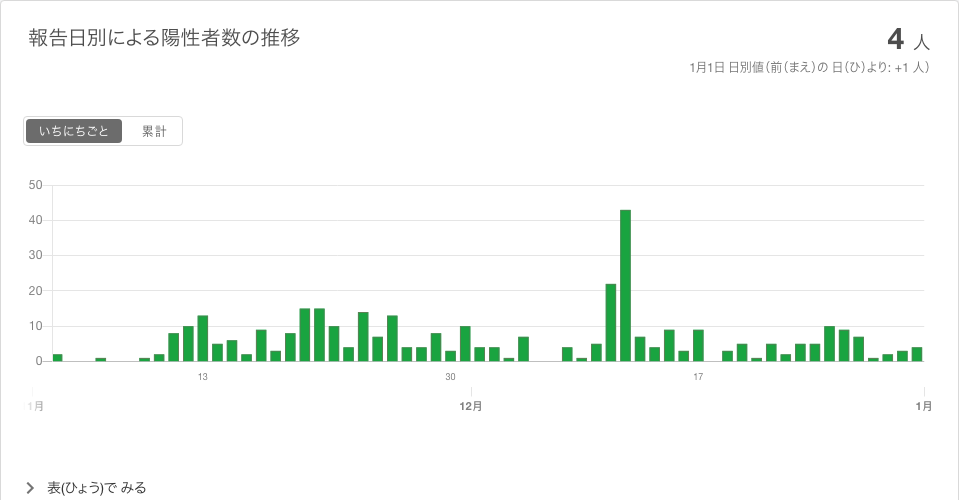 報告日別による陽性者数の推移
4 人
1月1日 日別値（前（まえ）の 日（ひ）より: +1 人）
いちにちごと 累計
50
40
30
20
10
0
13 30 17
1月 12月 1月
表(ひょう)で みる